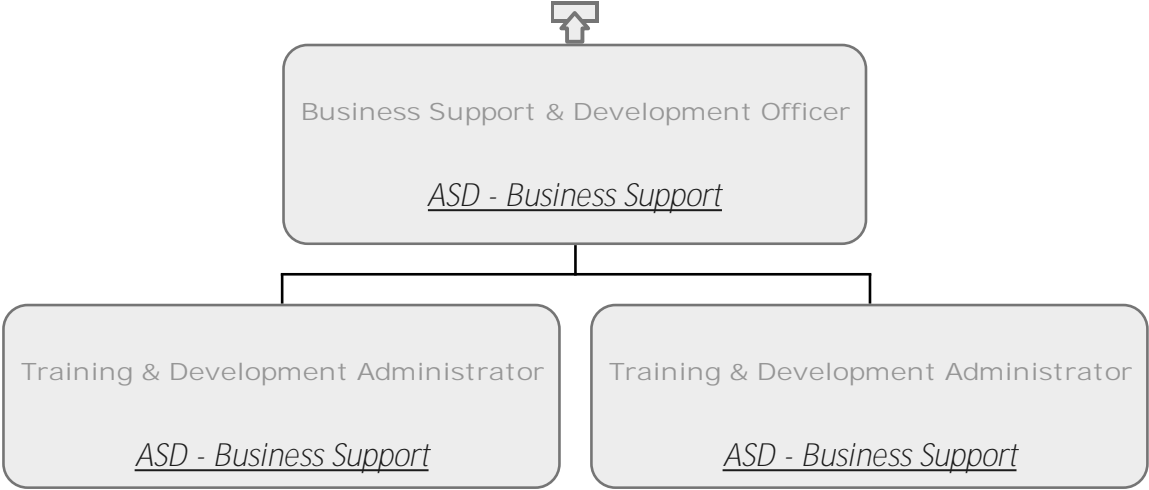 Business Support & Development Officer
ASD - Business Support
Training & Development Administrator
ASD - Business Support
Training & Development Administrator
ASD - Business Support